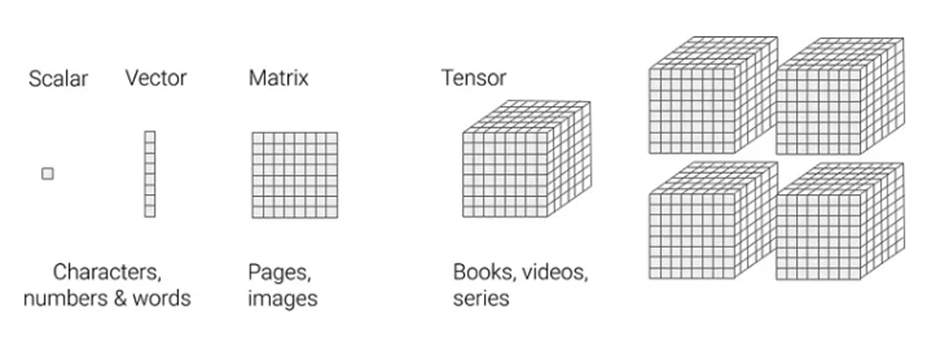 Scalar Vector Matrix Tensor
Characters,
numbers & words
Pages,
images
Books, videos,
series